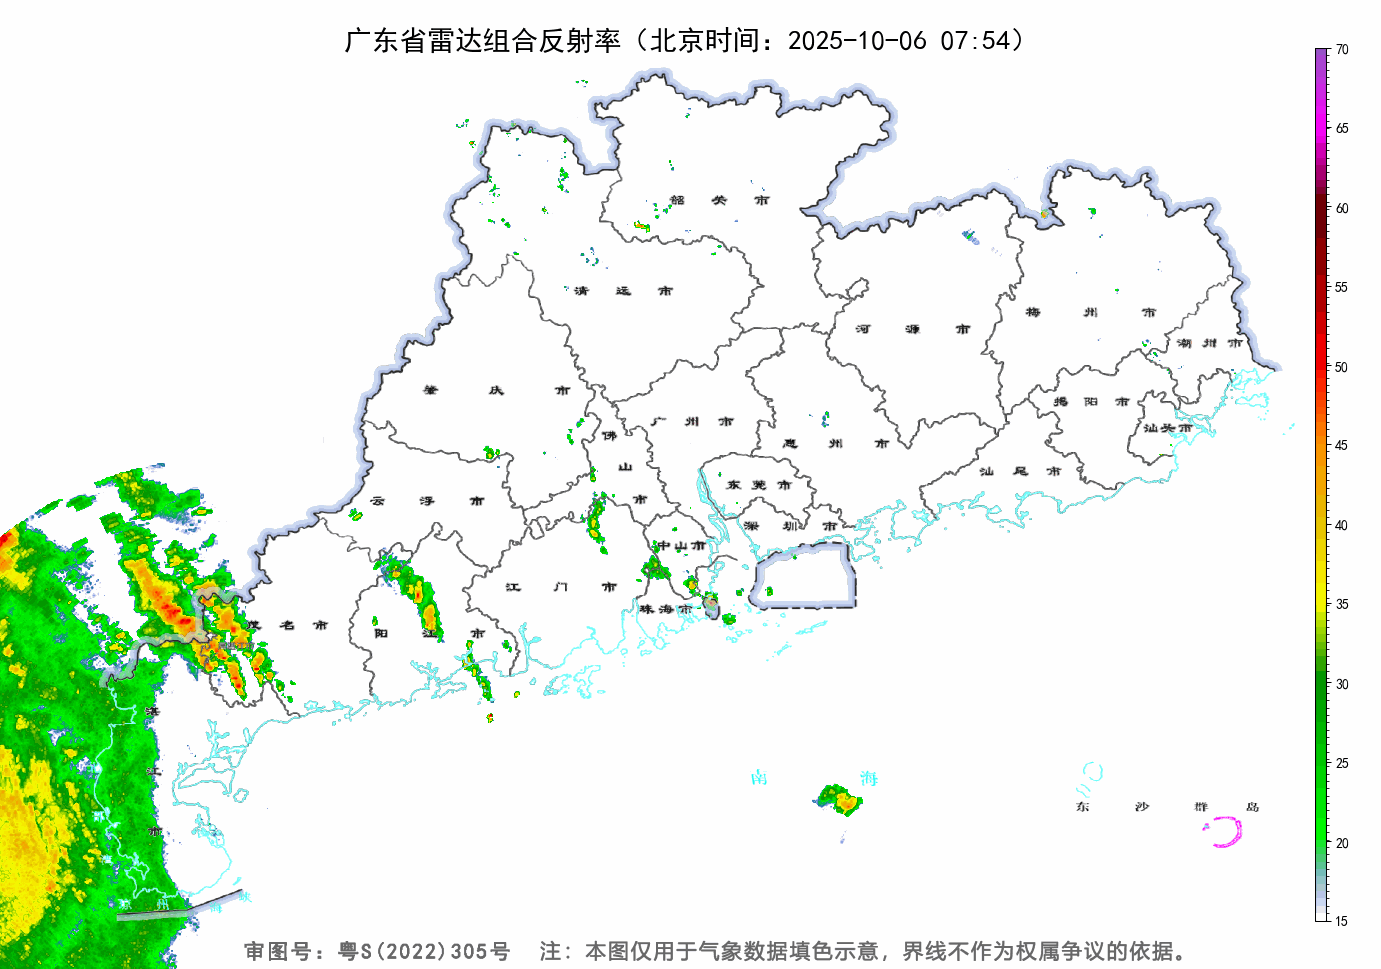 广东省雷达组合反射率（北京时间：2025-10-06 07:54）
70
65
60
55
50
45
40
35
30
25
20
15
韶 关 市
清 远 市
河 源 市
梅 州 市
潮 州 市
肇 庆 市
广 州 市
揭 阳 市
汕头市
佛 山 市
惠 州 市
云 浮 市
东 莞 市
汕 尾 市
深 圳 市
中山市
江 门 市
珠海市
茂 名 市
阳 江 市
湛 江 市
南 海
东 沙 群 岛
琼 州 海 峡
审图号：粤S(2022)305号 注：本图仅用于气象数据填色示意，界线不作为权属争议的依据。